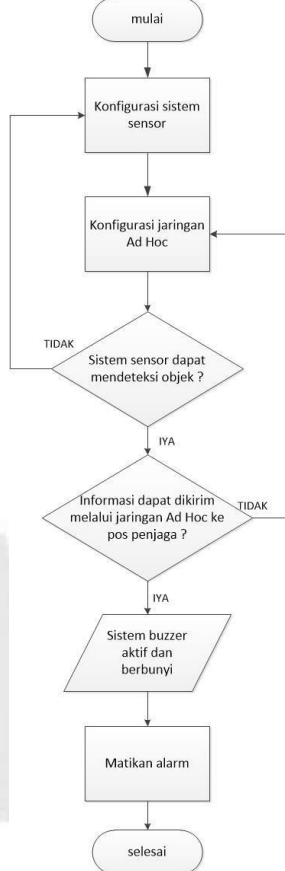 mulai
Konfigurasi sistem
sensor
Konfigurasi jaringan
Ad Hoc
TIDAK
Sistem sensor dapat
mendeteksi objek ?
IYA
Informasi dapat dikirim
melalui jaringan Ad Hoc ke
pos penjaga ?
TIDAK
IYA
Sistem buzzer
aktif dan
berbunyi
Matikan alarm
selesai